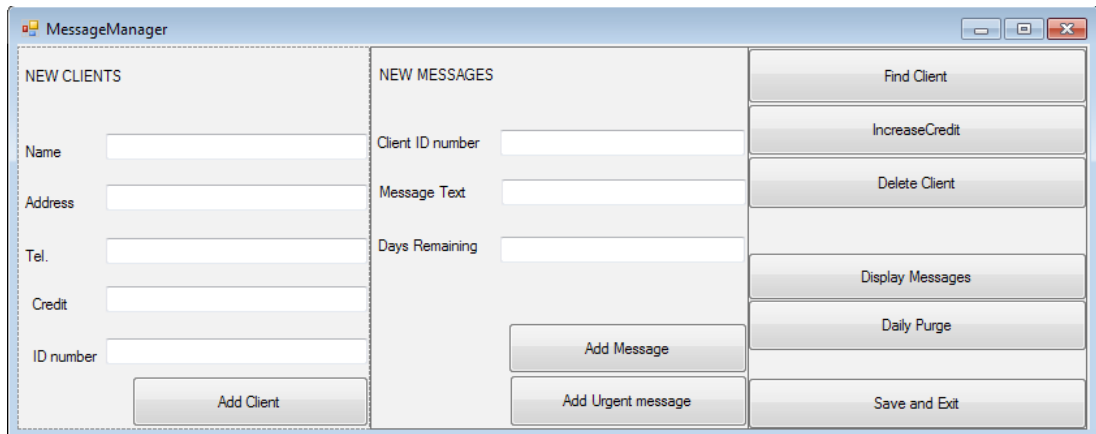 MessageManager
NEW CLIENTS
Name
Address
Tel.
Credit
ID number
Add Client
NEW MESSAGES
Client ID number
Message Text
Days Remaining
Add Message
Add Urgent message
Find Client
IncreaseCredit
Delete Client
Display Messages
Daily Purge
Save and Exit